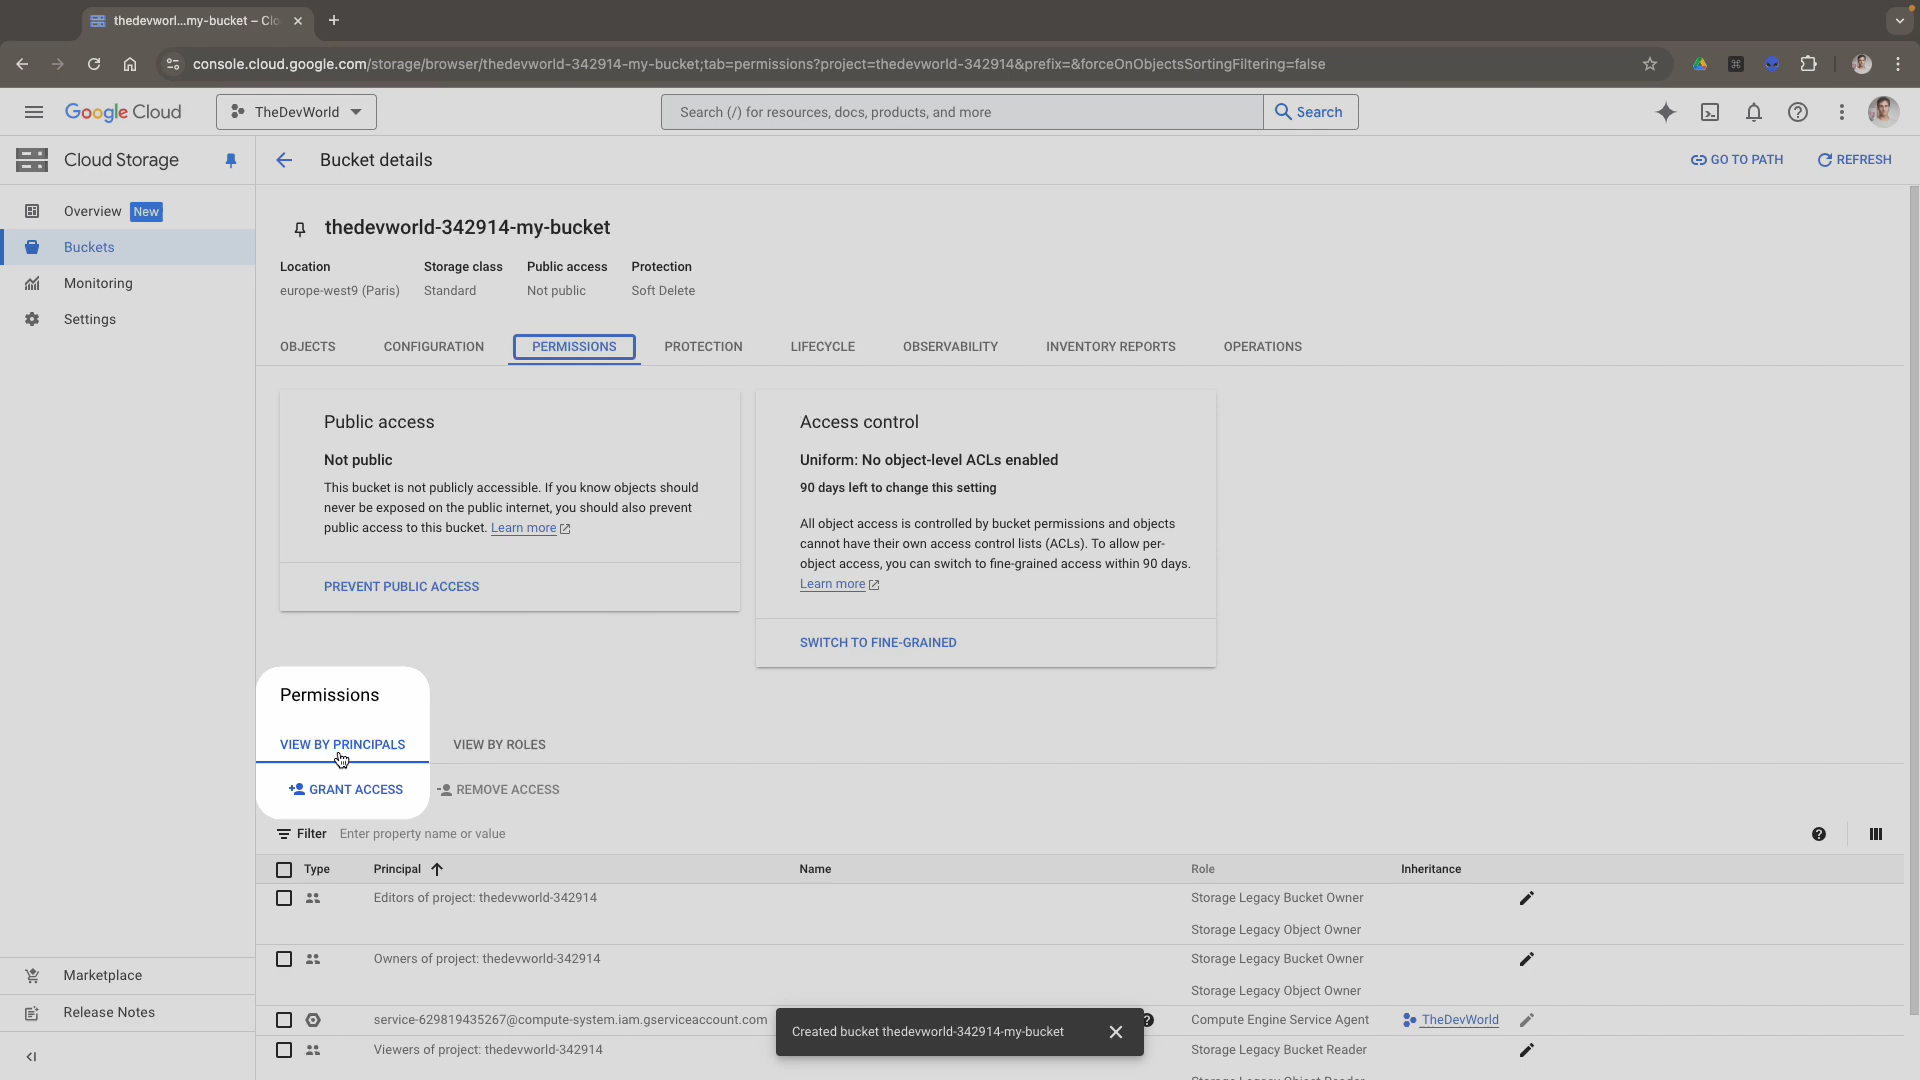 thedevworl...my-bucket – Clo
console.cloud.google.com/storage/browser/thedevworld-342914-my-bucket;tab=permissions?project=thedevworld-342914&prefix=&forceOnObjectsSortingFiltering=false
Google Cloud
TheDevWorld
Search (/) for resources, docs, products, and more
Search
Cloud Storage
Bucket details
GO TO PATH
REFRESH
Overview New
Buckets
Monitoring
Settings
Marketplace
Release Notes
thedevworld-342914-my-bucket
Location Storage class Public access Protection
europe-west9 (Paris) Standard Not public Soft Delete
OBJECTS CONFIGURATION PERMISSIONS PROTECTION LIFECYCLE OBSERVABILITY INVENTORY REPORTS OPERATIONS
Public access
Not public
This bucket is not publicly accessible. If you know objects should
never be exposed on the public internet, you should also prevent
public access to this bucket. Learn more
PREVENT PUBLIC ACCESS
Access control
Uniform: No object-level ACLs enabled
90 days left to change this setting
All object access is controlled by bucket permissions and objects
cannot have their own access control lists (ACLs). To allow per-
object access, you can switch to fine-grained access within 90 days.
Learn more
SWITCH TO FINE-GRAINED
Permissions
VIEW BY PRINCIPALS VIEW BY ROLES
GRANT ACCESS REMOVE ACCESS
Filter Enter property name or value
Type Principal Name Role Inheritance
Editors of project: thedevworld-342914 Storage Legacy Bucket Owner
Storage Legacy Object Owner
Owners of project: thedevworld-342914 Storage Legacy Bucket Owner
Storage Legacy Object Owner
service-629819435267@compute-system.iam.gserviceaccount.com Compute Engine Service Agent TheDevWorld
Created bucket thedevworld-342914-my-bucket
Viewers of project: thedevworld-342914 Storage Legacy Bucket Reader